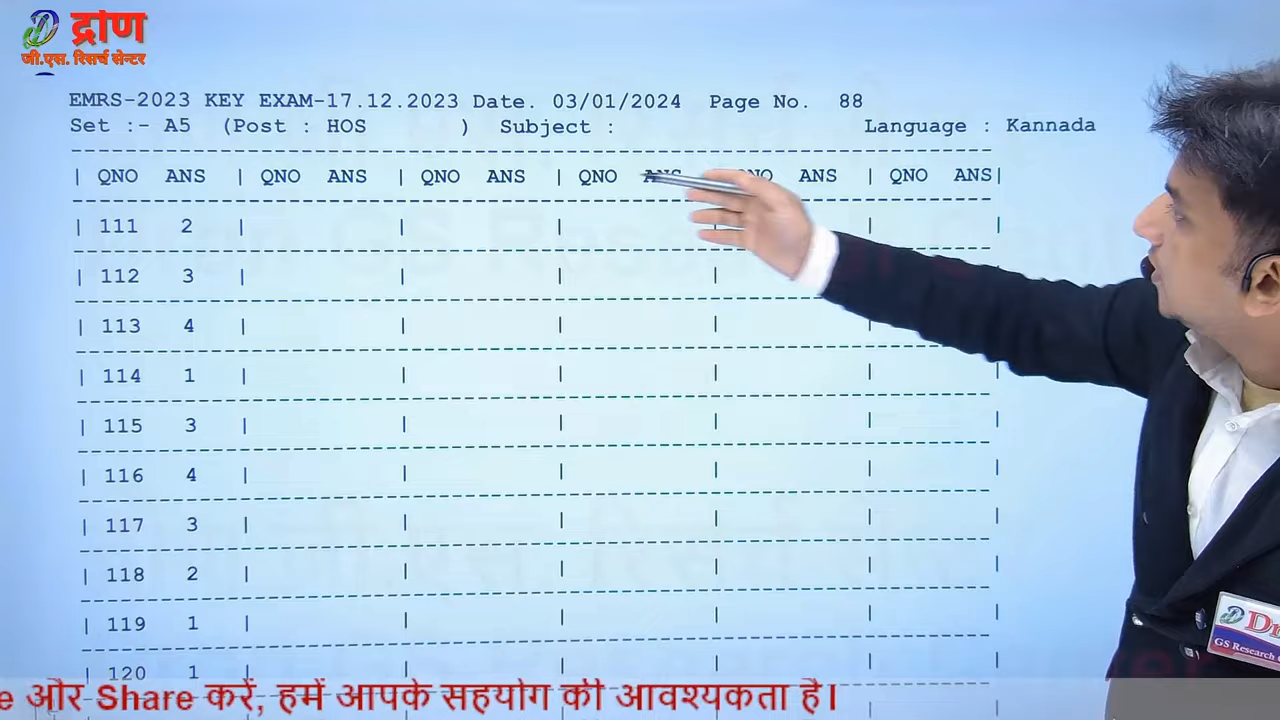 द्रोण
जी.एस. रिसर्च सेन्टर
EMRS-2023 KEY EXAM-17.12.2023 Date. 03/01/2024 Page No. 88
Set :- A5 (Post : HOS ) Subject : Language : Kannada
| QNO ANS | QNO ANS | QNO ANS | QNO ANS QNO ANS | QNO ANS|
| 111 2 |
| 112 3 |
| 113 4 |
| 114 1 |
| 115 3 |
| 116 4 |
| 117 3 |
| 118 2 |
| 119 1 |
120 1
GS Research
e और Share करें, हमें आपके सहयोग की आवश्यकता है।